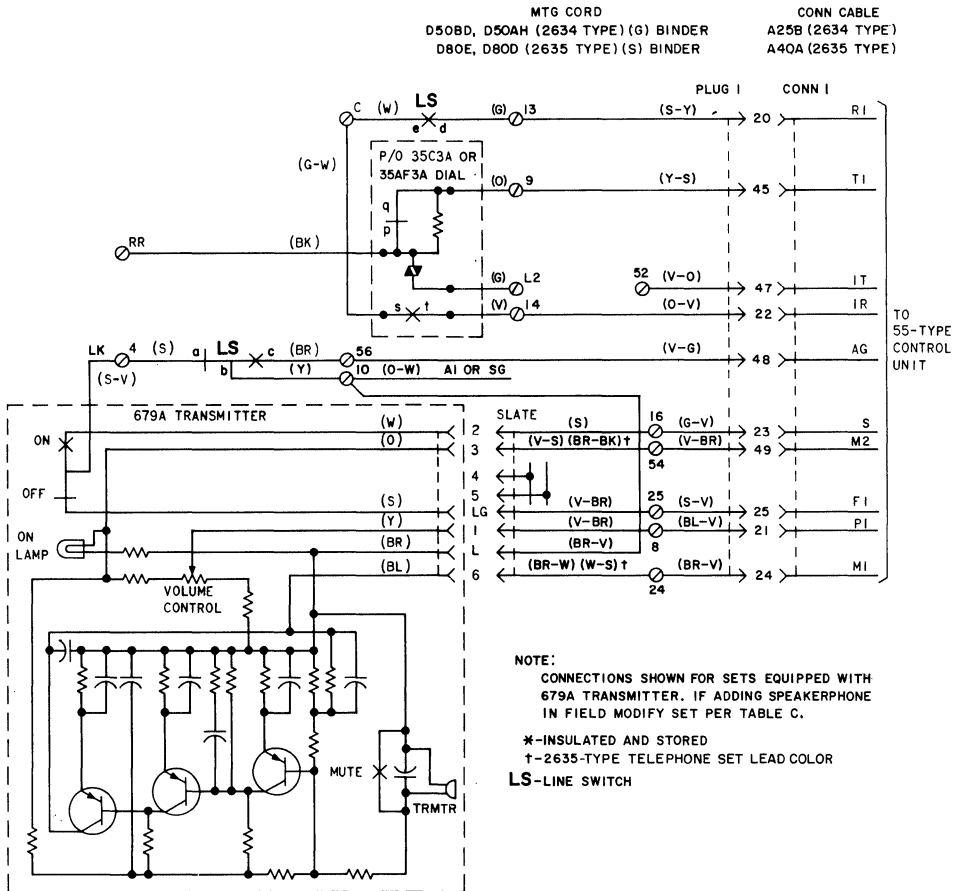 MTG CORD
D50BD, D50AH (2634 TYPE) (G) BINDER
D80E, D80D (2635 TYPE) (S) BINDER
CONN CABLE
A25B (2634 TYPE)
A40A (2635 TYPE)
PLUG 1 CONN 1
C (W) LS e d (G) 13 (S-Y) 20 R1
(G-W)
P/O 35C3A OR
35AF3A DIAL
(O) 9 (Y-S) 45 T1
q
p
RR (BK)
(G) L2 52 (V-O) 47 IT
s t (V) 14 (O-V) 22 IR
TO
55-TYPE
CONTROL
UNIT
LK 4 (S) a LS b c (BR) 56 (V-G) 48 AG
(Y) 10 (O-W) A1 OR SG
(S-V)
679A TRANSMITTER
SLATE
ON (W) 2 (S) 16 (G-V) 23 S
(O) 3 (V-S) (BR-BK)† 54 (V-BR) 49 M2
4
5
OFF (S) LG (V-BR) 25 (S-V) 25 F1
(Y) 1 (V-BR) 8 (BL-V) 21 P1
ON
LAMP
(BR) L (BR-V)
(BL) 6 (BR-W) (W-S)† 24 (BR-V) 24 M1
VOLUME
CONTROL
MUTE
TRMTR
NOTE:
CONNECTIONS SHOWN FOR SETS EQUIPPED WITH
679A TRANSMITTER. IF ADDING SPEAKERPHONE
IN FIELD MODIFY SET PER TABLE C.
*-INSULATED AND STORED
†-2635-TYPE TELEPHONE SET LEAD COLOR
LS-LINE SWITCH